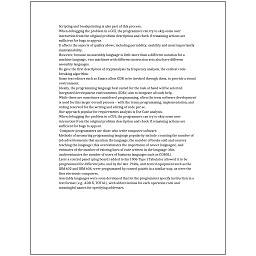 Scripting and breakpointing is also part of this process.
When debugging the problem in a GUI, the programmer can try to skip some user
interaction from the original problem description and check if remaining actions are
sufficient for bugs to appear.
It affects the aspects of quality above, including portability, usability and most importantly
maintainability.
However, because an assembly language is little more than a different notation for a
machine language, two machines with different instruction sets also have different
assembly languages.
He gave the first description of cryptanalysis by frequency analysis, the earliest code-
breaking algorithm.
Some text editors such as Emacs allow GDB to be invoked through them, to provide a visual
environment.
Ideally, the programming language best suited for the task at hand will be selected.
Integrated development environments (IDEs) aim to integrate all such help.
While these are sometimes considered programming, often the term software development
is used for this larger overall process – with the terms programming, implementation, and
coding reserved for the writing and editing of code per se.
One approach popular for requirements analysis is Use Case analysis.
When debugging the problem in a GUI, the programmer can try to skip some user
interaction from the original problem description and check if remaining actions are
sufficient for bugs to appear.
Computer programmers are those who write computer software.
Methods of measuring programming language popularity include: counting the number of
job advertisements that mention the language, the number of books sold and courses
teaching the language (this overestimates the importance of newer languages), and
estimates of the number of existing lines of code written in the language (this
underestimates the number of users of business languages such as COBOL).
Later a control panel (plug board) added to his 1906 Type I Tabulator allowed it to be
programmed for different jobs, and by the late 1940s, unit record equipment such as the
IBM 602 and IBM 604, were programmed by control panels in a similar way, as were the
first electronic computers.
Assembly languages were soon developed that let the programmer specify instruction in a
text format (e.g., ADD X, TOTAL), with abbreviations for each operation code and
meaningful names for specifying addresses.